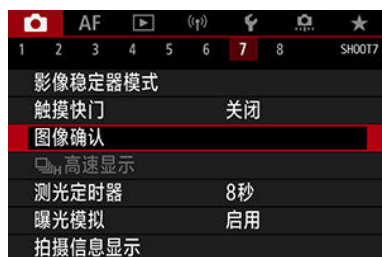 AF
1 2 3 4 5 6 7 8 SHOOT7
影像稳定器模式
触摸快门 关闭
图像确认
H高速显示
测光定时器 8秒
曝光模拟 启用
拍摄信息显示